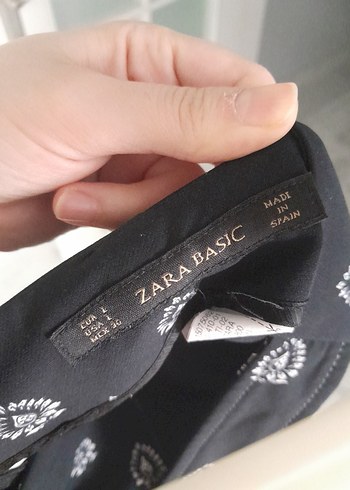 EUR L
USA L
MEX 30
ZARA BASIC
MADE
IN
SPAIN